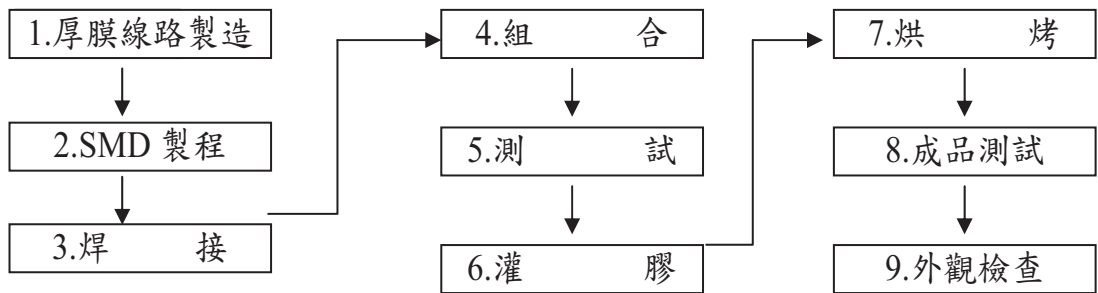 1.厚膜線路製造
2.SMD 製程
3.焊 接
4.組 合
5.測 試
6.灌 膠
7.烘 烤
8.成品測試
9.外觀檢查